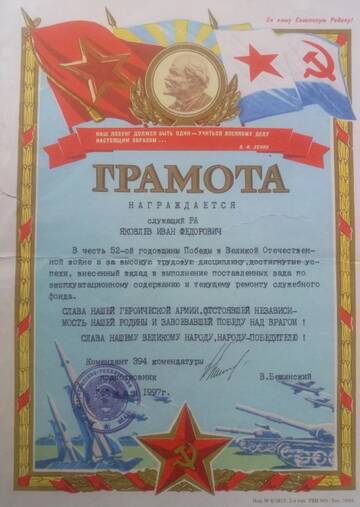 За нашу Советскую Родину!
НАШ ЛОЗУНГ ДОЛЖЕН БЫТЬ ОДИН — УЧИТЬСЯ ВОЕННОМУ ДЕЛУ
НАСТОЯЩИМ ОБРАЗОМ...
В. И. ЛЕНИН
ГРАМОТА
НАГРАЖДАЕТСЯ
служащий РА
ЯКОВЛЕВ ИВАН ФЕДОРОВИЧ
В честь 52-ой годовщины Победы в Великой Отечествен-
ной войне и за высокую трудовую дисциплину, достигнутые ус-
пехи, внесенный вклад в выполнение поставленных задач по
эксплуатационному содержанию и текущему ремонту служебного
фонда.
СЛАВА НАШЕЙ ГЕРОИЧЕСКОЙ АРМИИ, ОТСТОЯВШЕЙ НЕЗАВИСИ-
МОСТЬ НАШЕЙ РОДИНЫ И ЗАВОЕВАВШЕЙ ПОБЕДУ НАД ВРАГОМ !
СЛАВА НАШЕМУ ВЕЛИКОМУ НАРОДУ, НАРОДУ-ПОБЕДИТЕЛЮ !
Комендант 394 комендатуры
подполковник В.Бешинский
1997г.